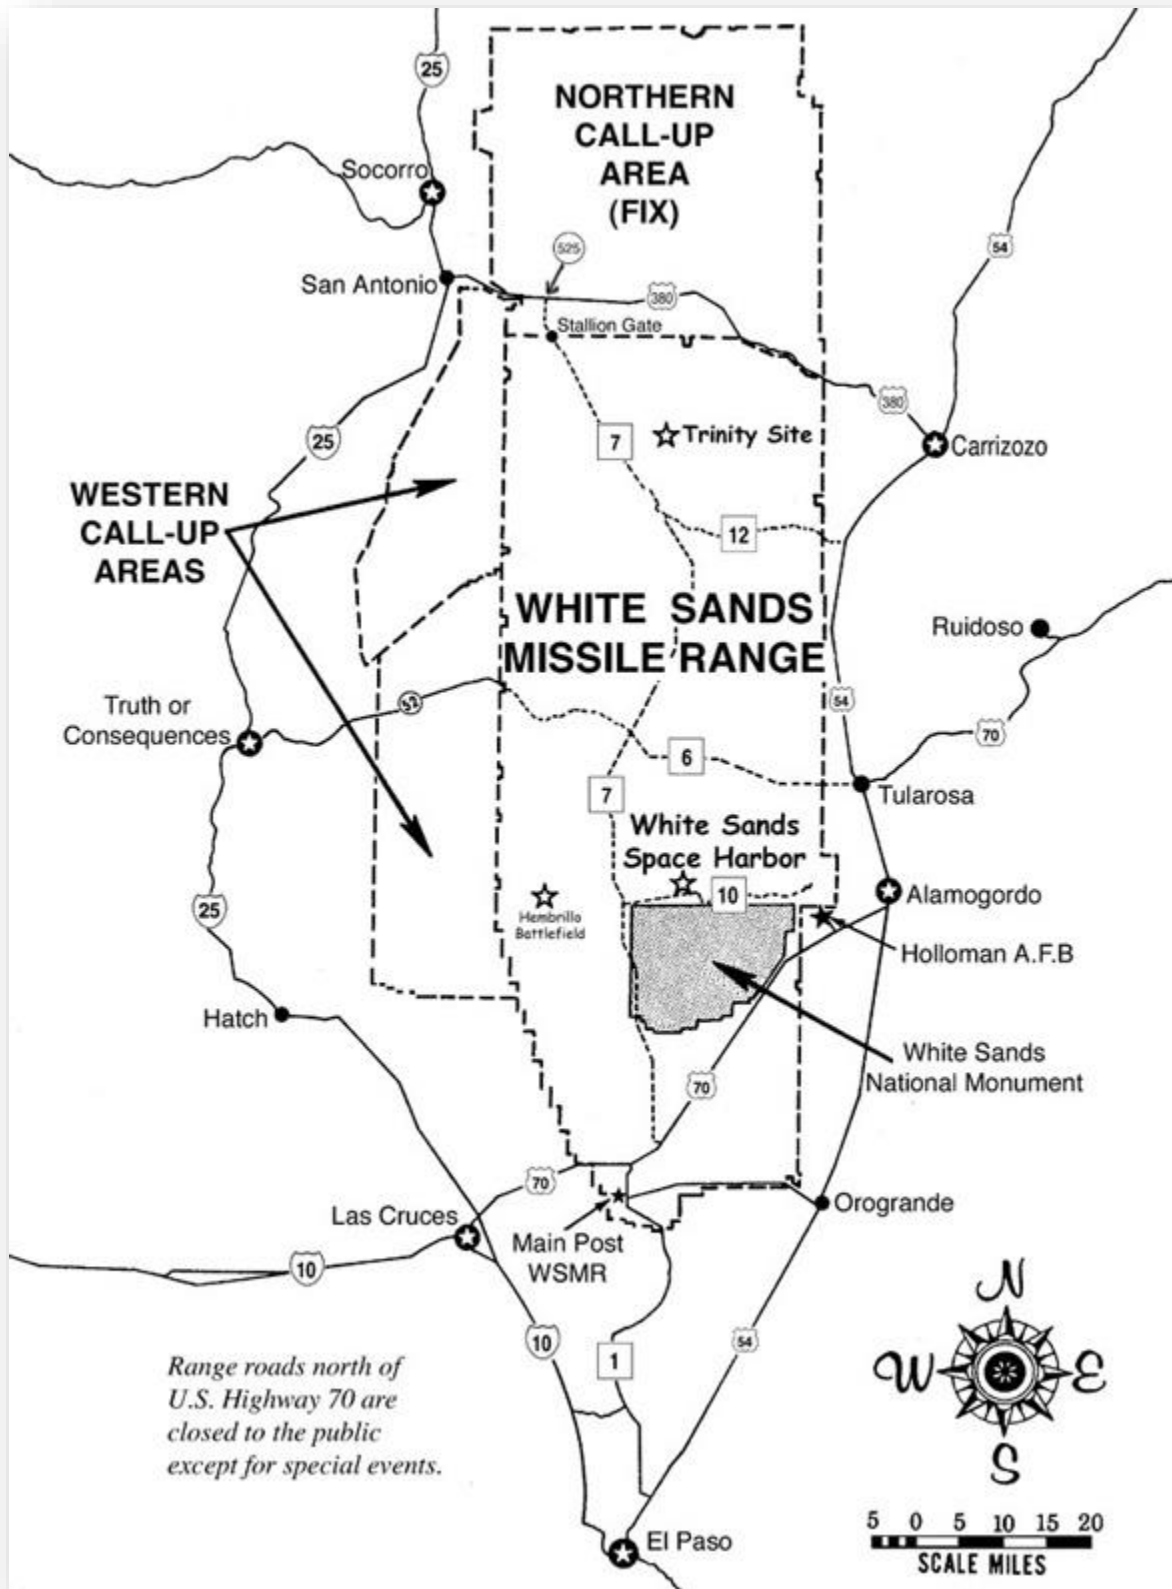 25
NORTHERN
CALL-UP
AREA
(FIX)
Socorro
54
525
San Antonio
380
Stallion Gate
380
25
7
Trinity Site
Carrizozo
WESTERN
CALL-UP
AREAS
12
WHITE SANDS
MISSILE RANGE
Ruidoso
52
54
Truth or
Consequences
70
6
7
Tularosa
White Sands
Space Harbor
10
Alamogordo
25
Hembrillo
Battlefield
Holloman A.F.B
Hatch
White Sands
National Monument
70
70
Las Cruces
Orogrande
Main Post
WSMR
10
N
10
54
1
W E
Range roads north of
U.S. Highway 70 are
closed to the public
except for special events.
S
5 0 5 10 15 20
SCALE MILES
El Paso